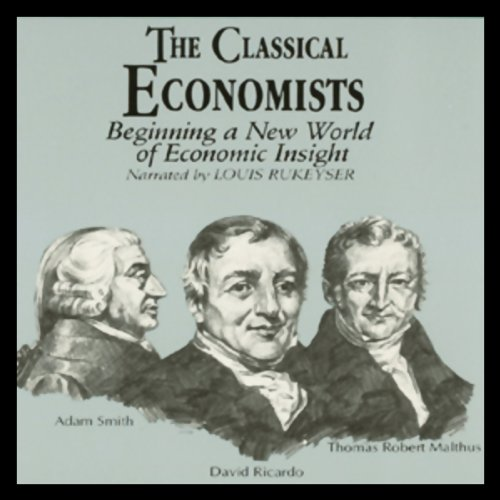 THE CLASSICAL
ECONOMISTS
Beginning a New World
of Economic Insight
Narrated by LOUIS RUKEYSER
Adam Smith
Thomas Robert Malthus
David Ricardo